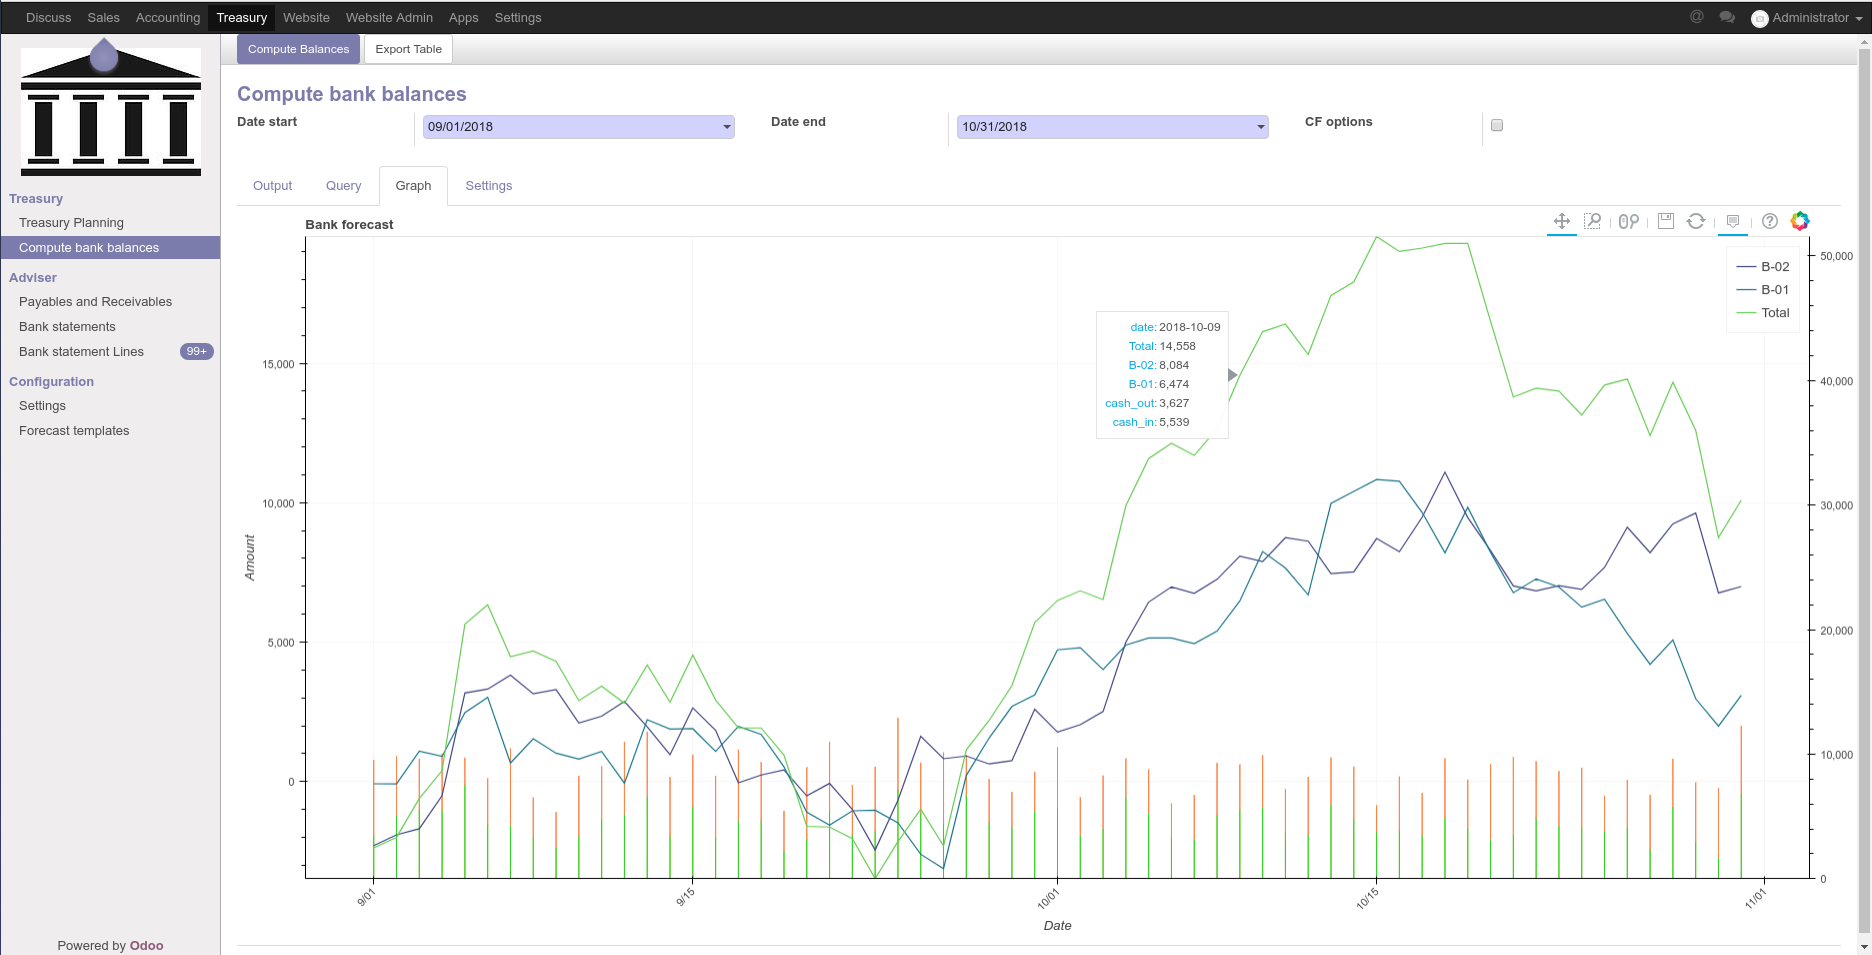 Discuss Sales Accounting Treasury Website Website Admin Apps Settings @ Administrator
Compute Balances Export Table
Compute bank balances
Date start 09/01/2018 Date end 10/31/2018 CF options
Output Query Graph Settings
Treasury
Treasury Planning
Compute bank balances
Adviser
Payables and Receivables
Bank statements
Bank statement Lines 99+
Configuration
Settings
Forecast templates
Powered by Odoo
Bank forecast
B-02
B-01
Total
date: 2018-10-09
Total: 14,558
B-02: 8,084
B-01: 6,474
cash_out: 3,627
cash_in: 5,539
Amount
15,000
10,000
5,000
0
50,000
40,000
30,000
20,000
10,000
0
9/01 9/15 10/01 10/15 11/01
Date